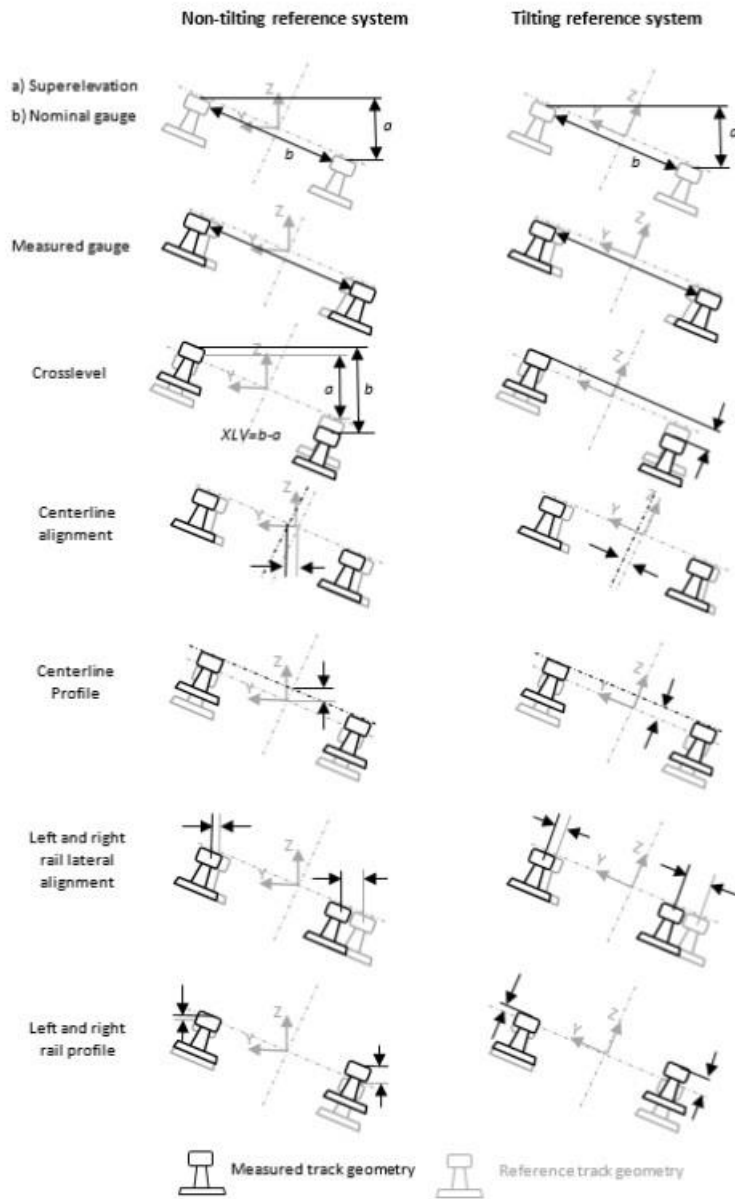 Non-tilting reference system
Tilting reference system
a) Superelevation
b) Nominal gauge
Z
Y
b
a
Z
Y
b
a
Measured gauge
Z
Y
Z
Y
Crosslevel
Z
Y
a
b
XLV=b-a
Z
Y
Centerline
alignment
Z
Y
Z
Y
Centerline
Profile
Z
Y
Z
Y
Left and right
rail lateral
alignment
Z
Y
Z
Y
Left and right
rail profile
Z
Y
Z
Y
Measured track geometry
Reference track geometry